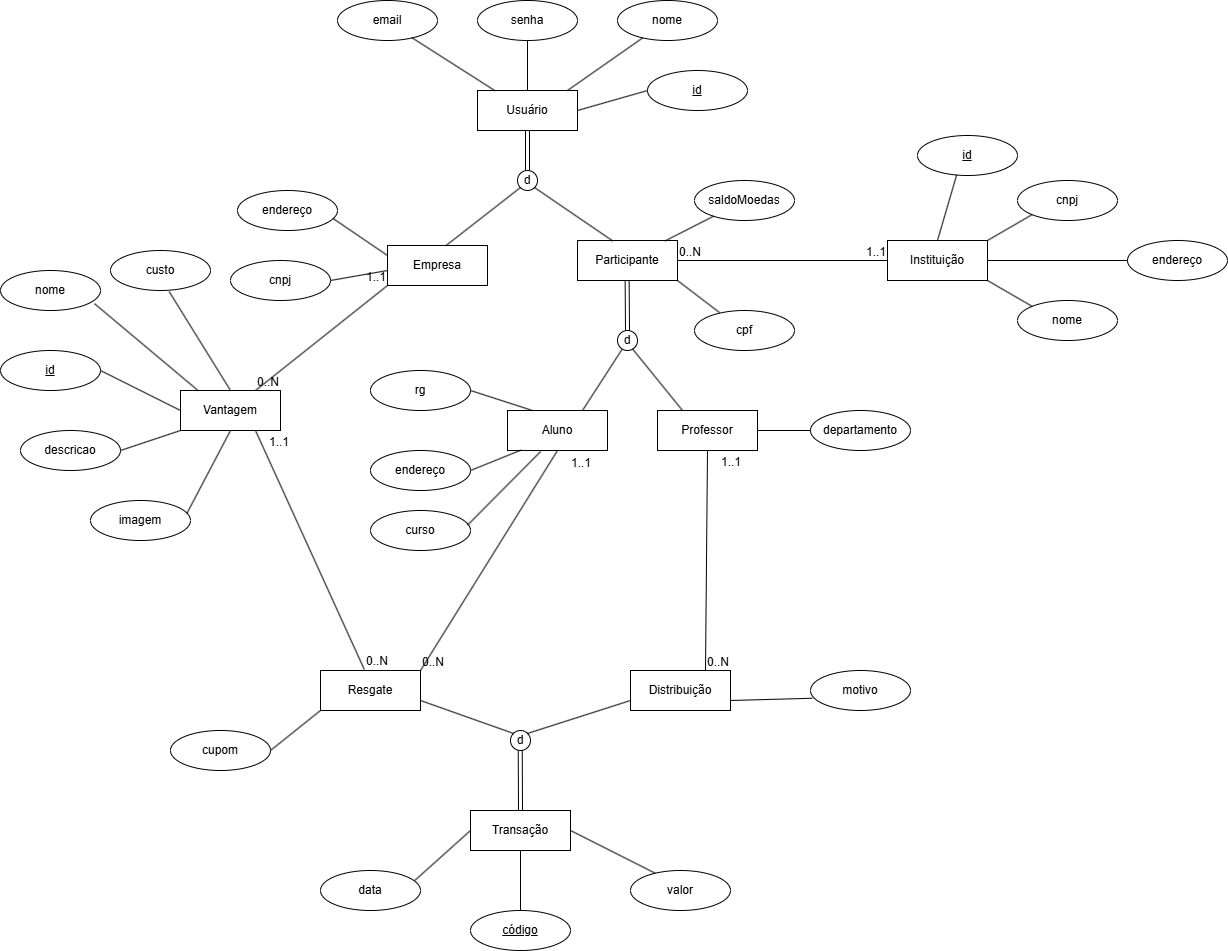 email
senha
nome
id
Usuário
d
id
cnpj
endereço
nome
Instituição
1..1
0..N
saldoMoedas
Participante
cpf
endereço
cnpj
Empresa
1..1
custo
nome
id
descricao
imagem
0..N
Vantagem
1..1
d
rg
endereço
curso
Aluno
1..1
Professor
departamento
1..1
0..N
0..N
Resgate
cupom
0..N
Distribuição
motivo
d
Transação
data
código
valor